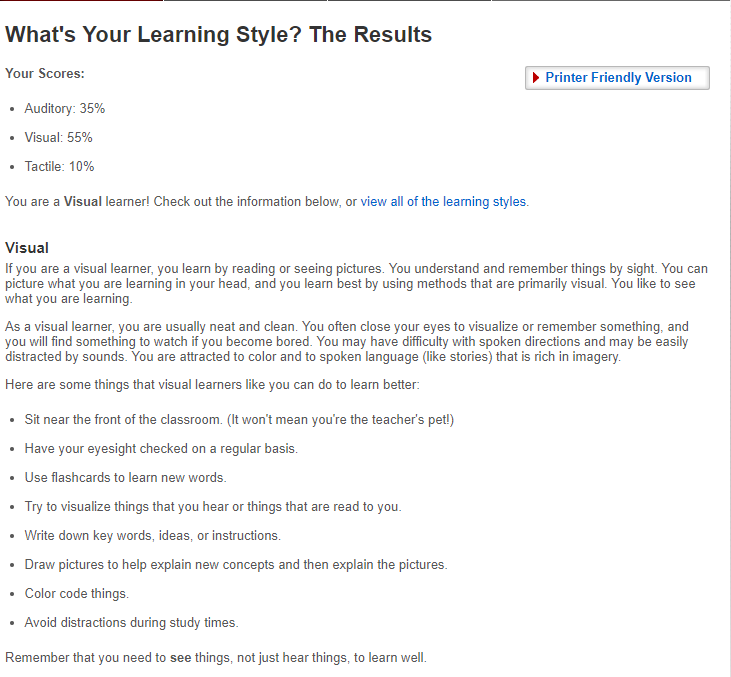 What's Your Learning Style? The Results
Your Scores:
Printer Friendly Version
Auditory: 35%
Visual: 55%
Tactile: 10%
You are a Visual learner! Check out the information below, or view all of the learning styles.
Visual
If you are a visual learner, you learn by reading or seeing pictures. You understand and remember things by sight. You can
picture what you are learning in your head, and you learn best by using methods that are primarily visual. You like to see
what you are learning.
As a visual learner, you are usually neat and clean. You often close your eyes to visualize or remember something, and
you will find something to watch if you become bored. You may have difficulty with spoken directions and may be easily
distracted by sounds. You are attracted to color and to spoken language (like stories) that is rich in imagery.
Here are some things that visual learners like you can do to learn better:
Sit near the front of the classroom. (It won't mean you're the teacher's pet!)
Have your eyesight checked on a regular basis.
Use flashcards to learn new words.
Try to visualize things that you hear or things that are read to you.
Write down key words, ideas, or instructions.
Draw pictures to help explain new concepts and then explain the pictures.
Color code things.
Avoid distractions during study times.
Remember that you need to see things, not just hear things, to learn well.